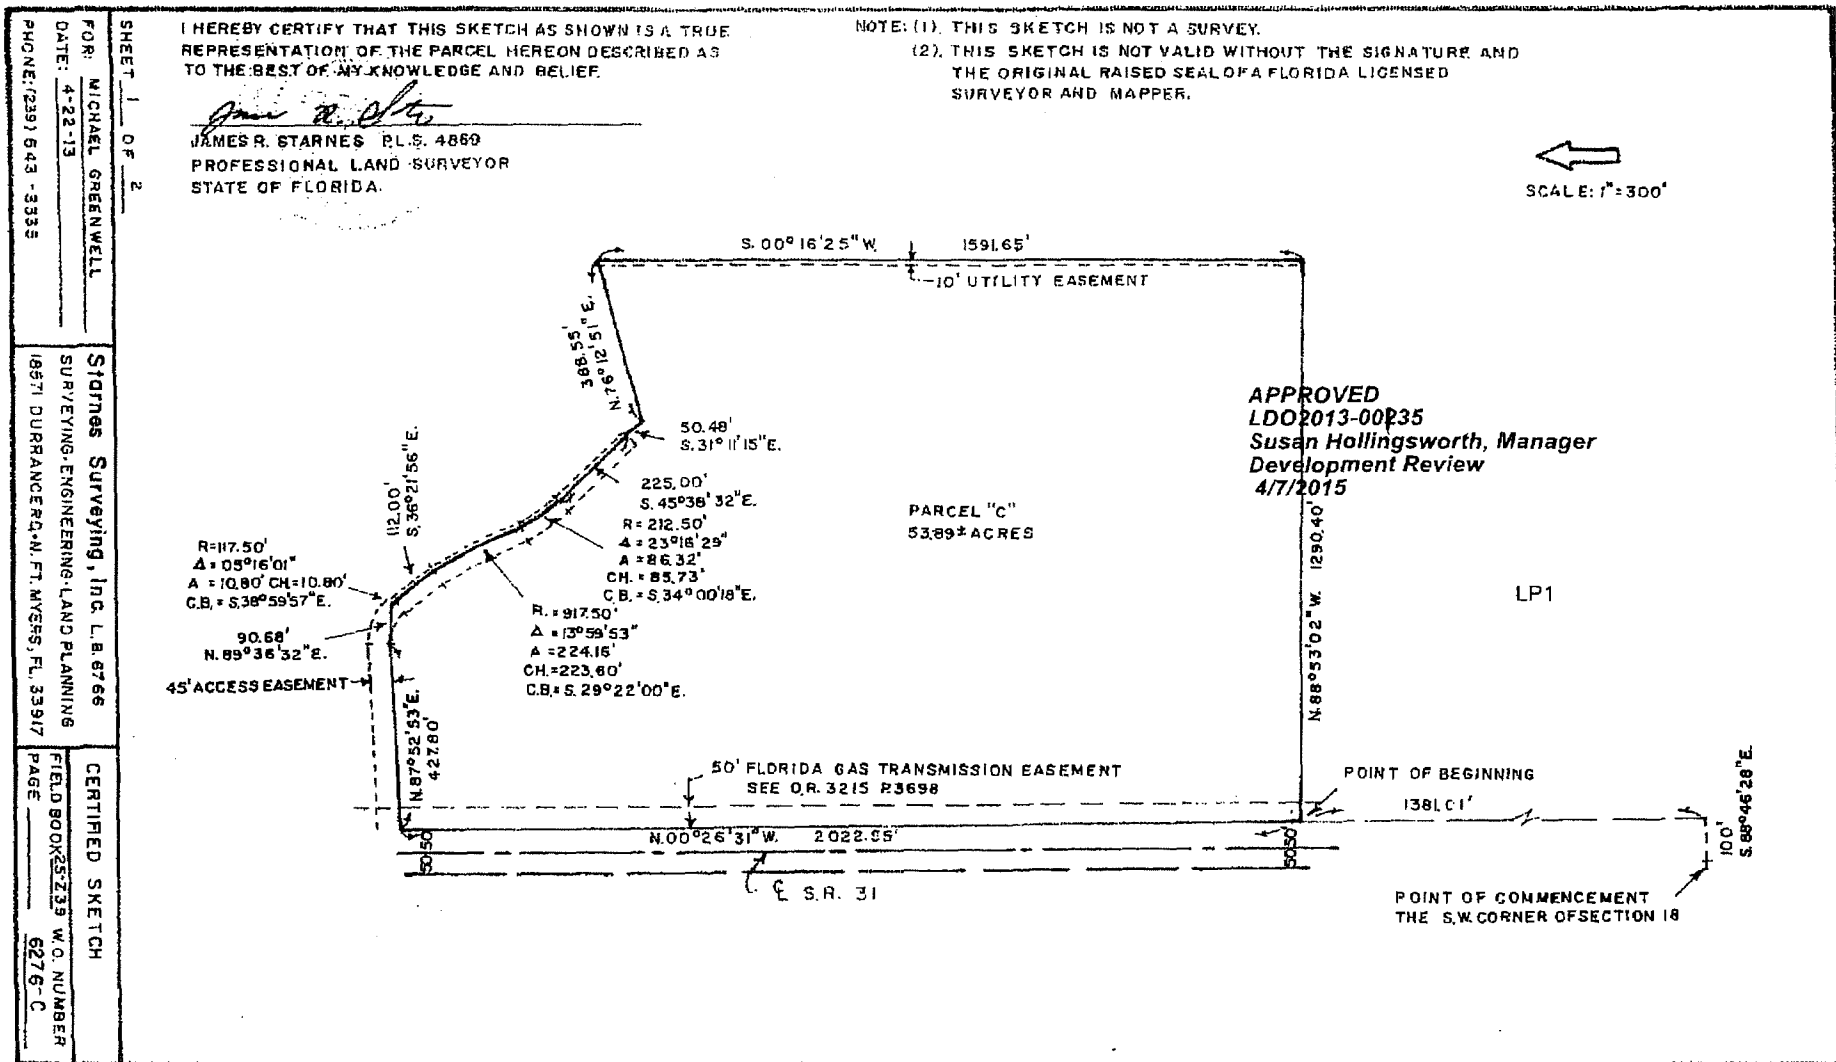 I HEREBY CERTIFY THAT THIS SKETCH AS SHOWN IS A TRUE
REPRESENTATION OF THE PARCEL HEREON DESCRIBED AS
TO THE BEST OF MY KNOWLEDGE AND BELIEF.
JAMES R. STARNES P.L.S. 4869
PROFESSIONAL LAND SURVEYOR
STATE OF FLORIDA.
NOTE: (1). THIS SKETCH IS NOT A SURVEY.
(2). THIS SKETCH IS NOT VALID WITHOUT THE SIGNATURE AND
THE ORIGINAL RAISED SEAL OF A FLORIDA LICENSED
SURVEYOR AND MAPPER.
SCALE: 1"=300'
S. 00°16'25" W. 1591.65'
10' UTILITY EASEMENT
388.55'
N.76°12'51"E.
50.48'
S.31°11'15"E.
225.00'
S.45°38'32"E.
R=212.50'
Δ=23°16'29"
A=86.32'
CH.=85.73'
C.B.=S.34°00'18"E.
112.00'
S.36°21'56"E.
R=117.50'
Δ=05°16'01"
A=10.80' CH=10.80'
C.B.=S.38°59'57"E.
90.68'
N.89°36'32"E.
45' ACCESS EASEMENT
R.=917.50'
Δ=13°59'53"
A=224.16'
CH.=223.60'
C.B.=S.29°22'00"E.
N.87°52'53"E.
427.80'
PARCEL "C"
53.89± ACRES
APPROVED
LDO2013-00235
Susan Hollingsworth, Manager
Development Review
4/7/2015
N.88°53'02"W. 1290.40'
LP1
50' FLORIDA GAS TRANSMISSION EASEMENT
SEE O.R. 3215 P.3698
POINT OF BEGINNING
1381.01'
N.00°26'31"W. 2022.95'
50' 50'
50' 50'
℄ S.R. 31
100'
S.88°46'28"E.
POINT OF COMMENCEMENT
THE S.W. CORNER OF SECTION 18
SHEET 1 OF 2
FOR: MICHAEL GREENWELL
DATE: 4-22-13
PHONE:(239) 543-3335
Starnes Surveying, Inc. L.B. 6766
SURVEYING·ENGINEERING·LAND PLANNING
18571 DURRANCE RD.·N. FT. MYERS, FL. 33917
CERTIFIED SKETCH
FIELD BOOK 25-Z39 W.O. NUMBER
PAGE 6276-C